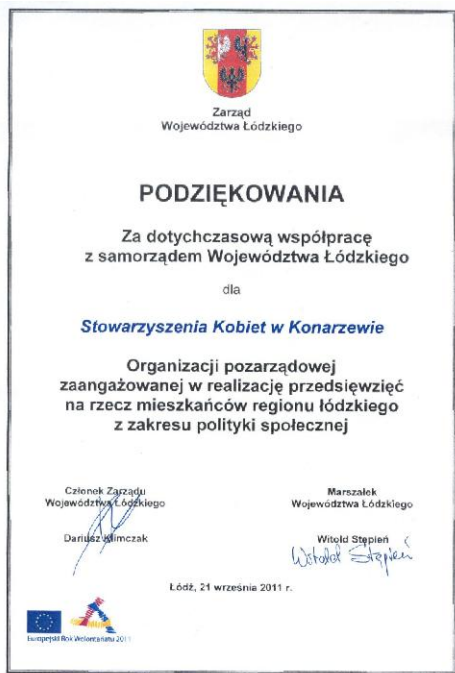 Zarząd
Województwa Łódzkiego
PODZIĘKOWANIA
Za dotychczasową współpracę
z samorządem Województwa Łódzkiego
dla
Stowarzyszenia Kobiet w Konarzewie
Organizacji pozarządowej
zaangażowanej w realizację przedsięwzięć
na rzecz mieszkańców regionu łódzkiego
z zakresu polityki społecznej
Członek Zarządu
Województwa Łódzkiego
Dariusz Klimczak
Marszałek
Województwa Łódzkiego
Witold Stępień
Witold Stępień
Łódź, 21 września 2011 r.
Europejski Rok Wolontariatu 2011